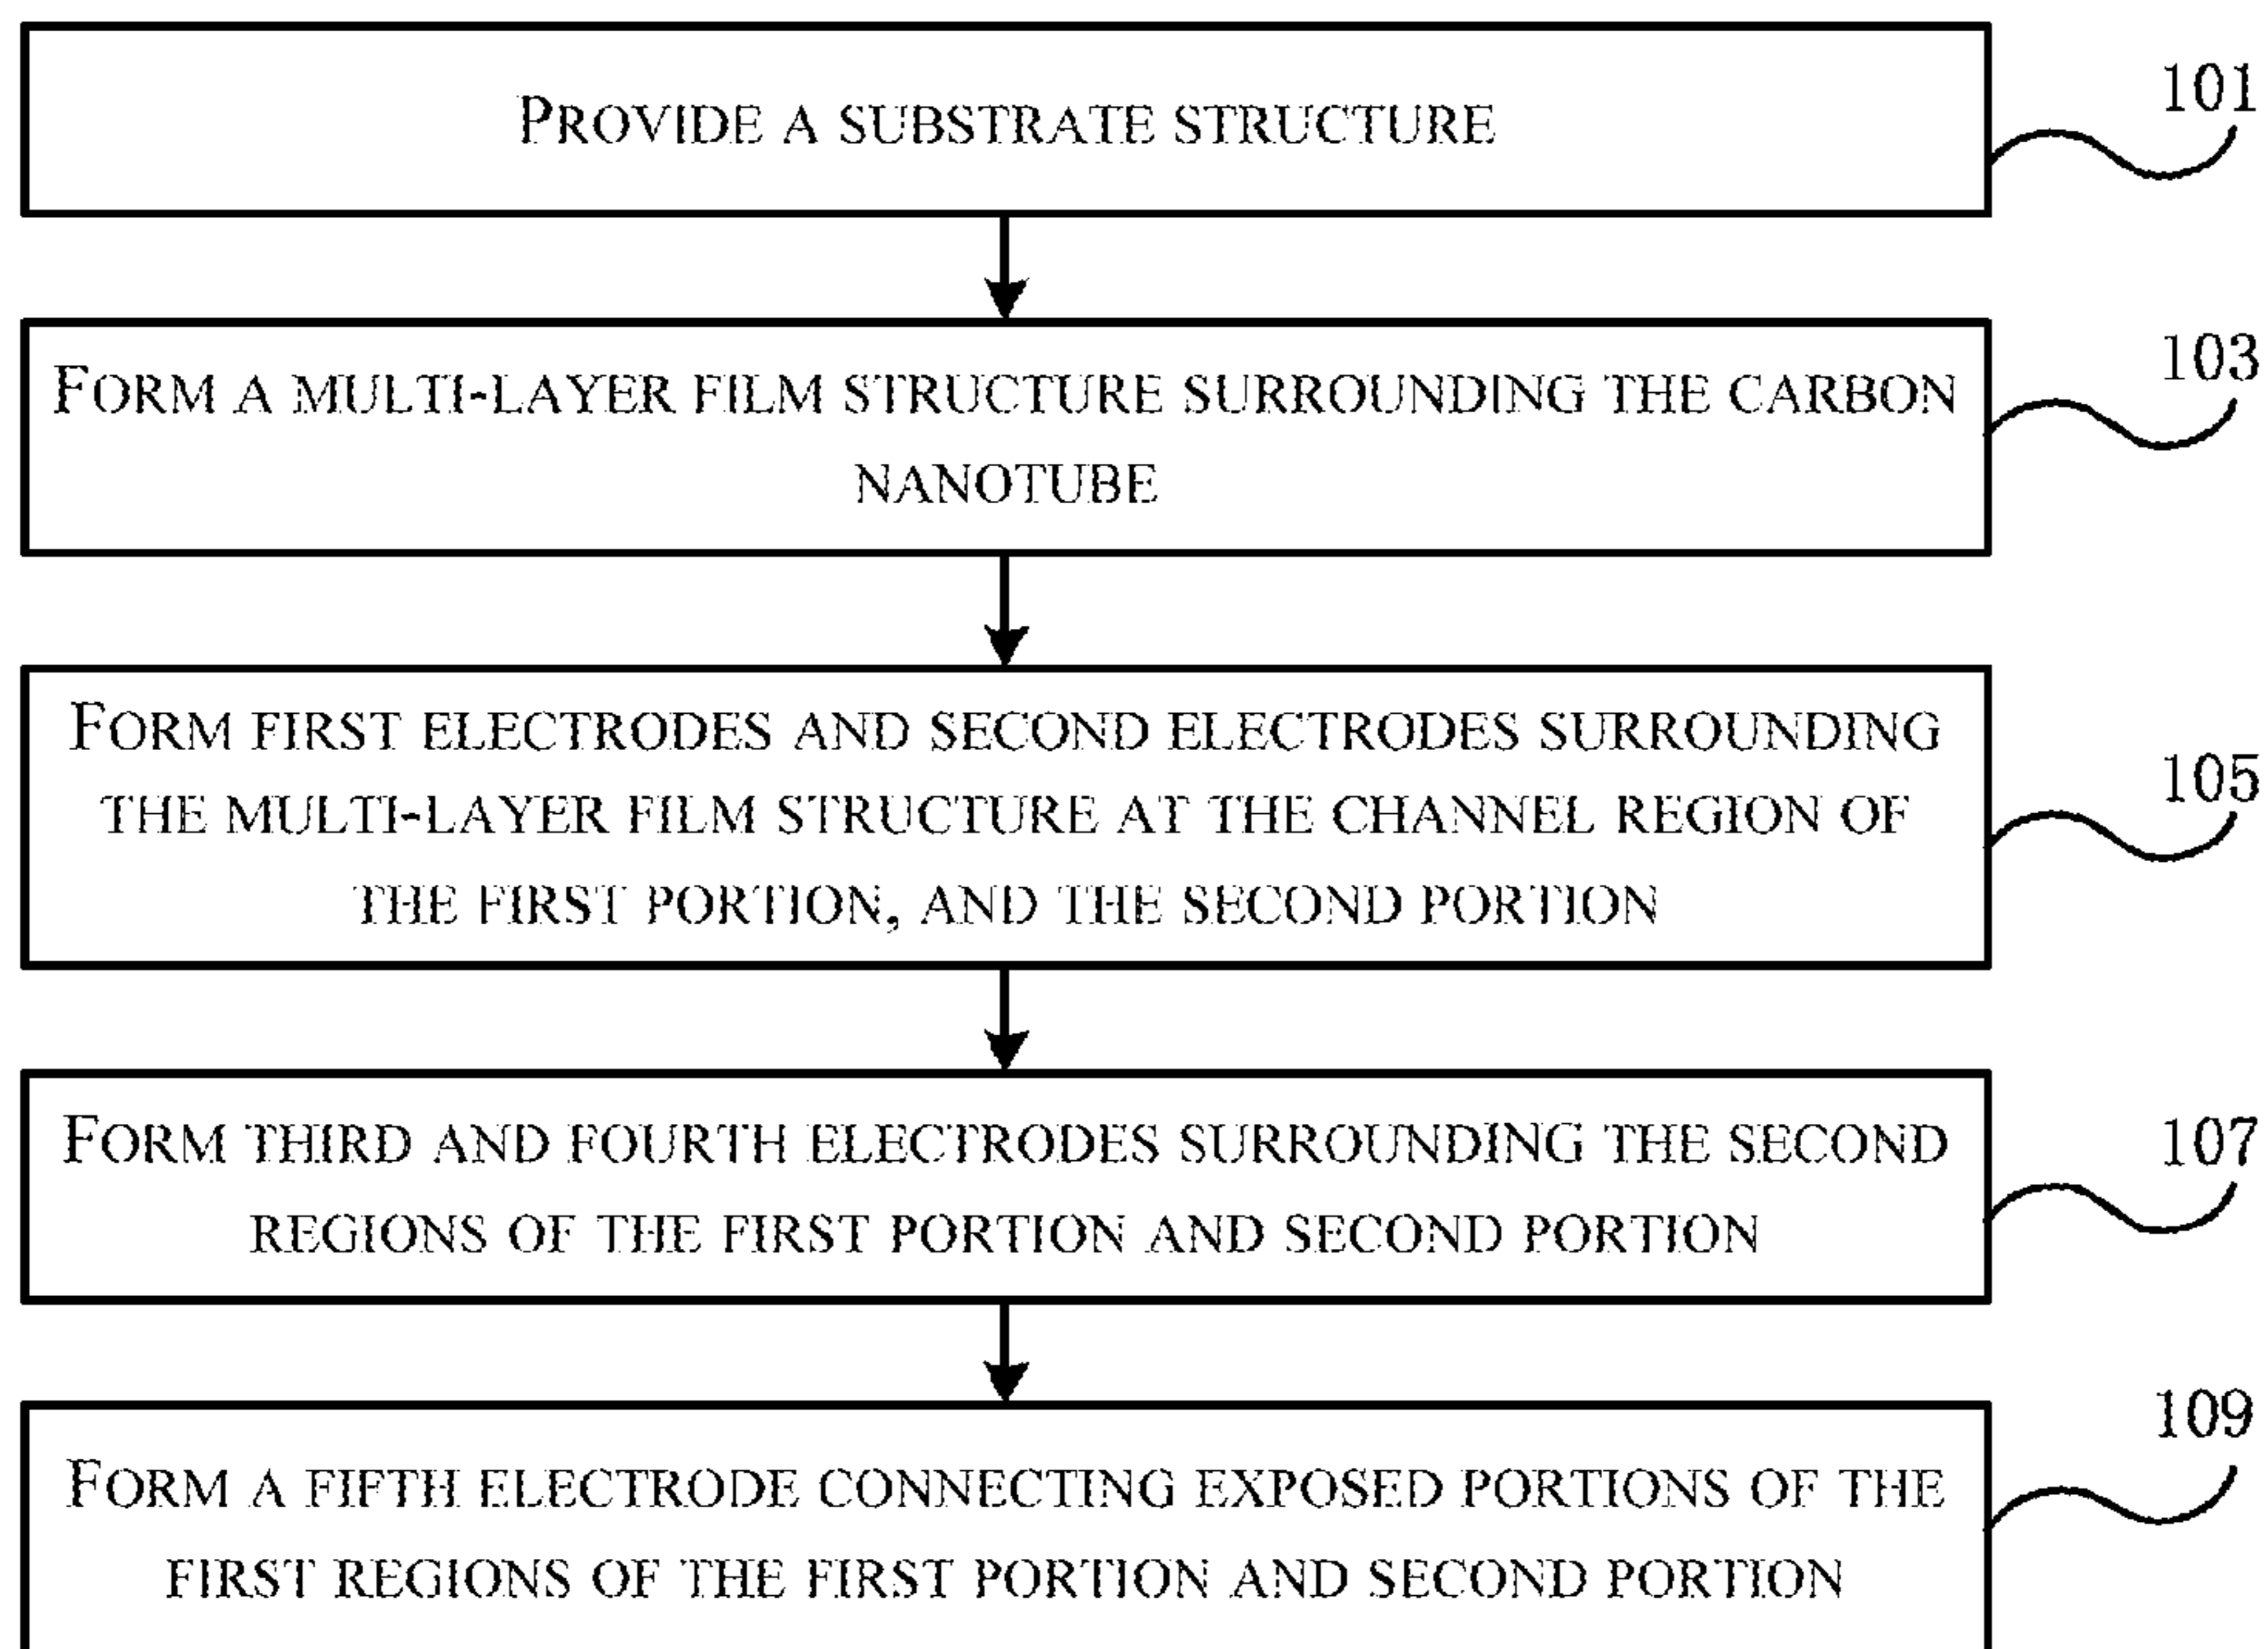 PROVIDE A SUBSTRATE STRUCTURE
101
FORM A MULTI-LAYER FILM STRUCTURE SURROUNDING THE CARBON
NANOTUBE
103
FORM FIRST ELECTRODES AND SECOND ELECTRODES SURROUNDING
THE MULTI-LAYER FILM STRUCTURE AT THE CHANNEL REGION OF
THE FIRST PORTION, AND THE SECOND PORTION
105
FORM THIRD AND FOURTH ELECTRODES SURROUNDING THE SECOND
REGIONS OF THE FIRST PORTION AND SECOND PORTION
107
FORM A FIFTH ELECTRODE CONNECTING EXPOSED PORTIONS OF THE
FIRST REGIONS OF THE FIRST PORTION AND SECOND PORTION
109